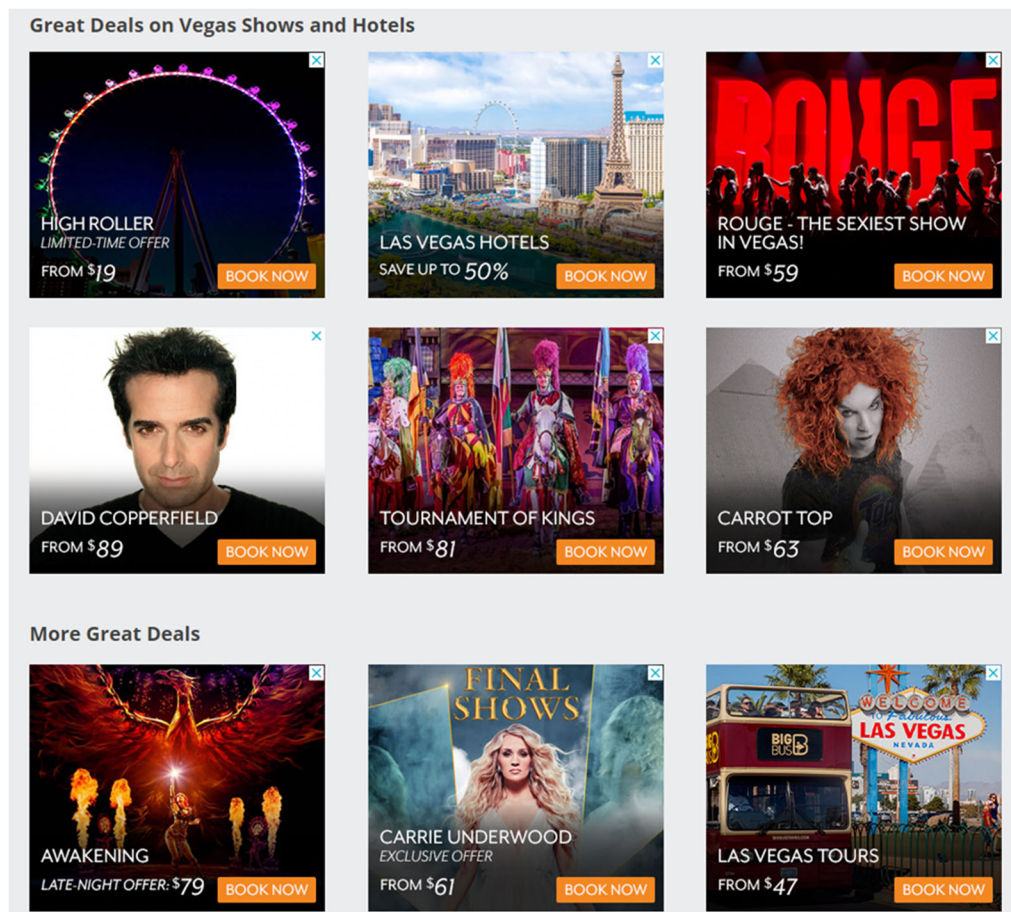 Great Deals on Vegas Shows and Hotels
HIGH ROLLER
LIMITED-TIME OFFER
FROM $19
BOOK NOW
LAS VEGAS HOTELS
SAVE UP TO 50%
BOOK NOW
ROUGE
ROUGE - THE SEXIEST SHOW
IN VEGAS!
FROM $59
BOOK NOW
DAVID COPPERFIELD
FROM $89
BOOK NOW
TOURNAMENT OF KINGS
FROM $81
BOOK NOW
CARROT TOP
FROM $63
BOOK NOW
More Great Deals
AWAKENING
LATE-NIGHT OFFER: $79
BOOK NOW
FINAL
SHOWS
CARRIE UNDERWOOD
EXCLUSIVE OFFER
FROM $61
BOOK NOW
BIG
BUS
WELCOME
To Fabulous
LAS VEGAS
NEVADA
LAS VEGAS TOURS
FROM $47
BOOK NOW